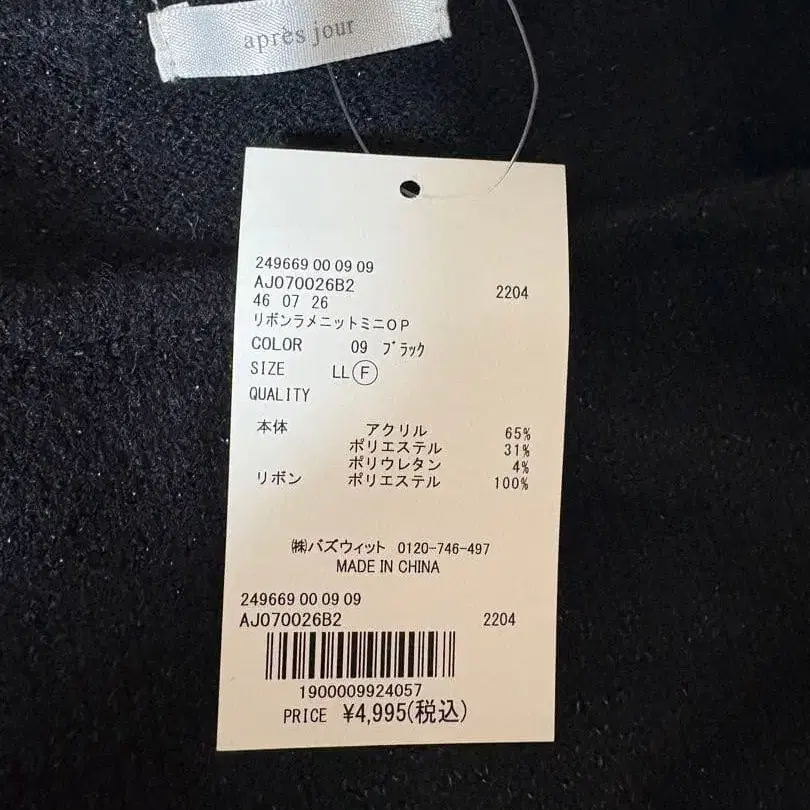 après jour
249669 00 09 09
AJ070026B2 2204
46 07 26
リボンラメニットミニOP
COLOR 09 ブラック
SIZE LL Ⓕ
QUALITY
本体 アクリル 65%
ポリエステル 31%
ポリウレタン 4%
リボン ポリエステル 100%
㈱バズウィット 0120-746-497
MADE IN CHINA
249669 00 09 09
AJ070026B2 2204
1900009924057
PRICE ¥4,995(税込)